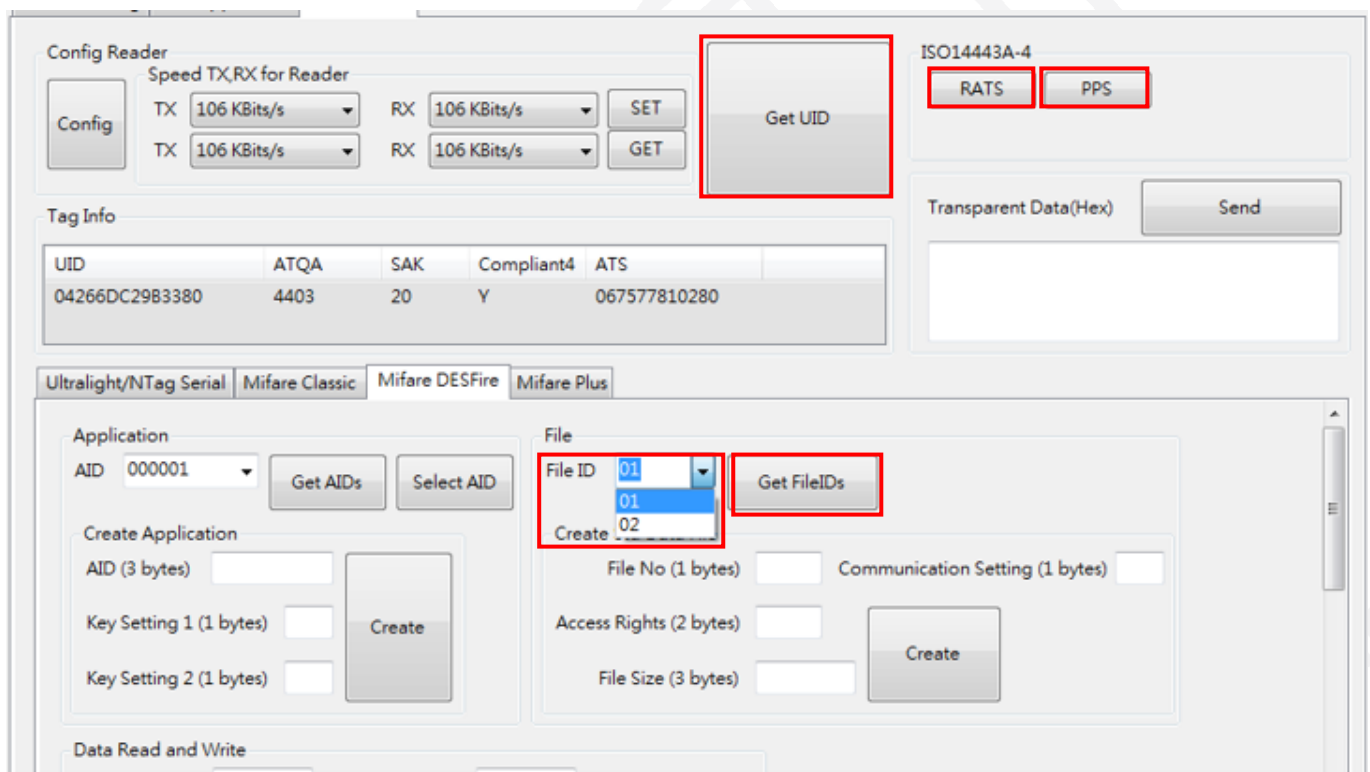 Config Reader
Speed TX,RX for Reader
Config
TX 106 KBits/s RX 106 KBits/s SET
TX 106 KBits/s RX 106 KBits/s GET
Get UID
ISO14443A-4
RATS PPS
Transparent Data(Hex) Send
Tag Info
UID ATQA SAK Compliant4 ATS
04266DC29B3380 4403 20 Y 067577810280
Ultralight/NTag Serial Mifare Classic Mifare DESFire Mifare Plus
Application
AID 000001 Get AIDs Select AID
Create Application
AID (3 bytes)
Key Setting 1 (1 bytes)
Key Setting 2 (1 bytes)
Create
File
File ID 01 Get FileIDs
01
02
Create
File No (1 bytes) Communication Setting (1 bytes)
Access Rights (2 bytes)
File Size (3 bytes)
Create
Data Read and Write